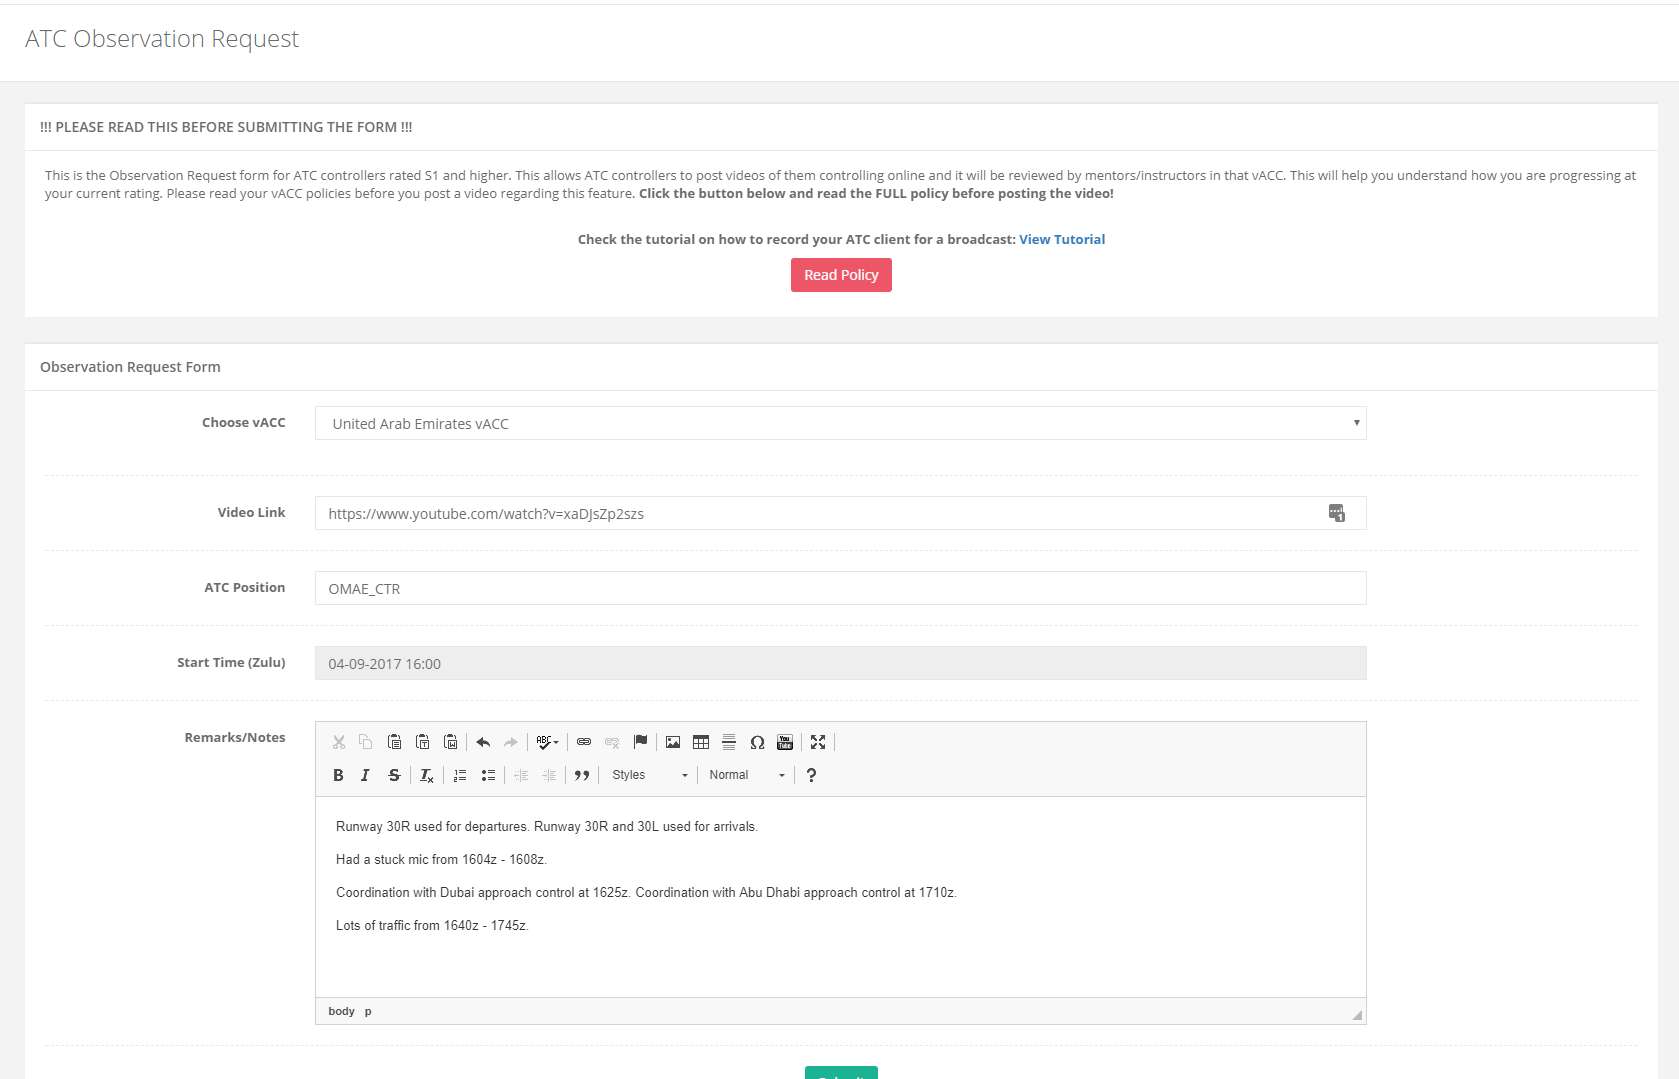 ATC Observation Request
!!! PLEASE READ THIS BEFORE SUBMITTING THE FORM !!!
This is the Observation Request form for ATC controllers rated S1 and higher. This allows ATC controllers to post videos of them controlling online and it will be reviewed by mentors/instructors in that vACC. This will help you understand how you are progressing at
your current rating. Please read your vACC policies before you post a video regarding this feature. Click the button below and read the FULL policy before posting the video!
Check the tutorial on how to record your ATC client for a broadcast: View Tutorial
Read Policy
Observation Request Form
Choose vACC
United Arab Emirates vACC
Video Link
https://www.youtube.com/watch?v=xaDJsZp2szs
1
ATC Position
OMAE_CTR
Start Time (Zulu)
04-09-2017 16:00
Remarks/Notes
ABC
Ω
You Tube
B I S Tx Styles Normal ?
Runway 30R used for departures. Runway 30R and 30L used for arrivals.
Had a stuck mic from 1604z - 1608z.
Coordination with Dubai approach control at 1625z. Coordination with Abu Dhabi approach control at 1710z.
Lots of traffic from 1640z - 1745z.
body p